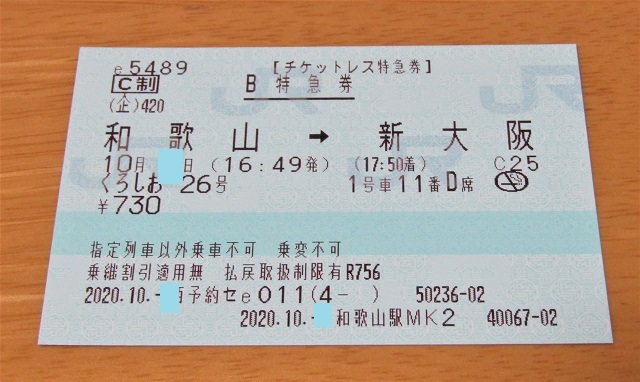 e5489 [チケットレス特急券]
C制 B 特急券
(企)420
和歌山 → 新大阪
10月 日 (16:49発) (17:50着) C25
くろしお 26号 1号車11番D席
¥730
指定列車以外乗車不可 乗変不可
乗継割引適用無 払戻取扱制限有R756
2020.10.- 西予約セe011(4- ) 50236-02
2020.10.- 和歌山駅MK2 40067-02
JR
JR